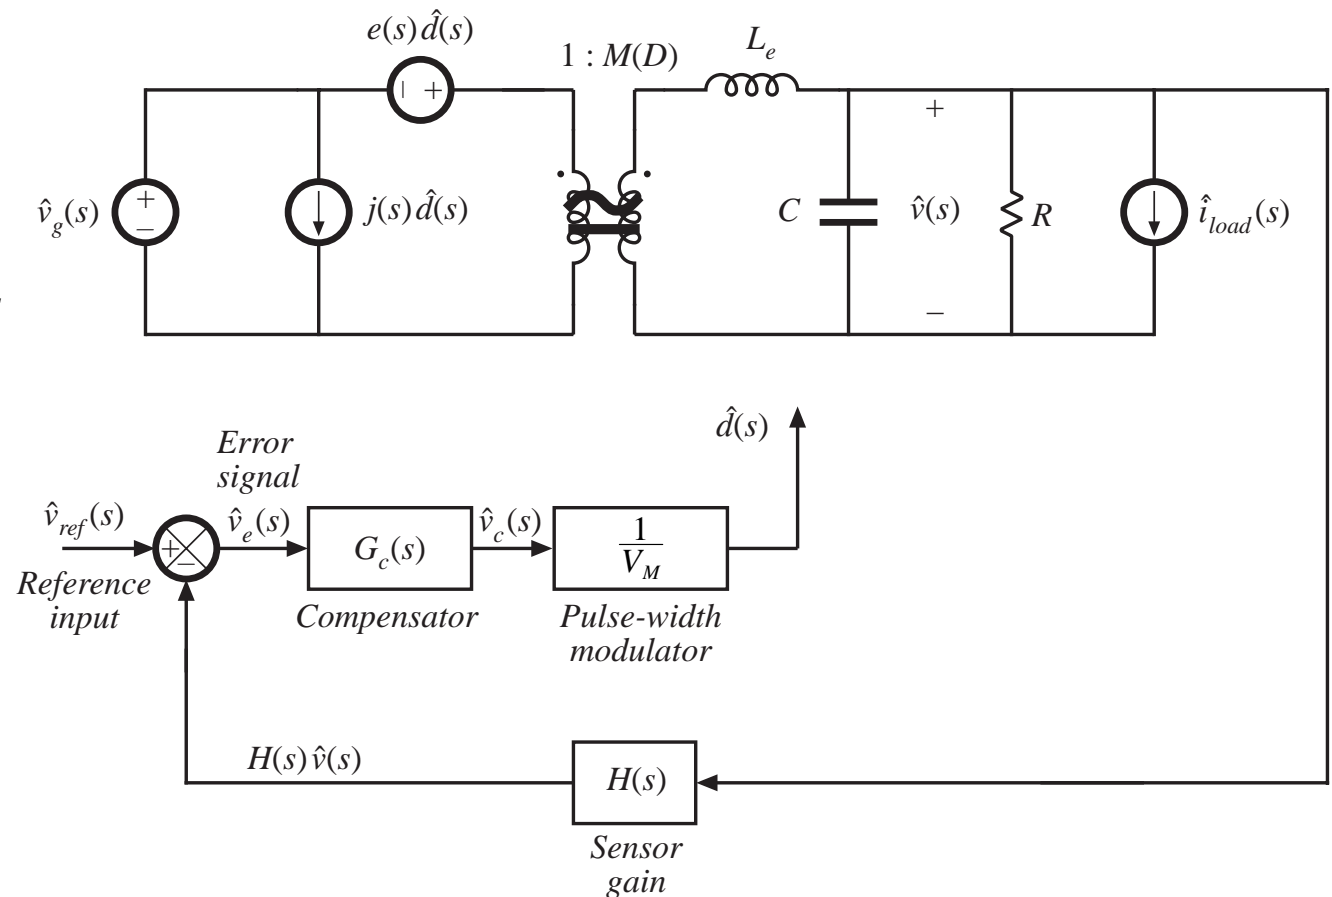 e(s) d̂(s)
1 : M(D)
L_e
+
− +
+
−
v̂_g(s)
j(s) d̂(s)
C
v̂(s)
R
î_load(s)
−
d̂(s)
Error
signal
v̂_ref(s)
v̂_e(s)
v̂_c(s)
+
−
G_c(s)
1
V_M
Reference
input
Compensator
Pulse-width
modulator
H(s) v̂(s)
H(s)
Sensor
gain